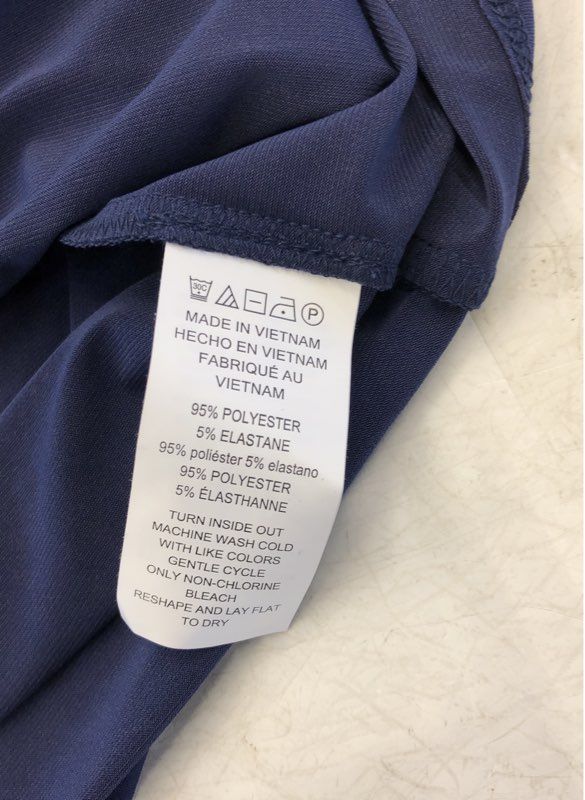 30C P
MADE IN VIETNAM
HECHO EN VIETNAM
FABRIQUÉ AU
VIETNAM
95% POLYESTER
5% ELASTANE
95% poliéster 5% elastano
95% POLYESTER
5% ÉLASTHANNE
TURN INSIDE OUT
MACHINE WASH COLD
WITH LIKE COLORS
GENTLE CYCLE
ONLY NON-CHLORINE
BLEACH
RESHAPE AND LAY FLAT
TO DRY